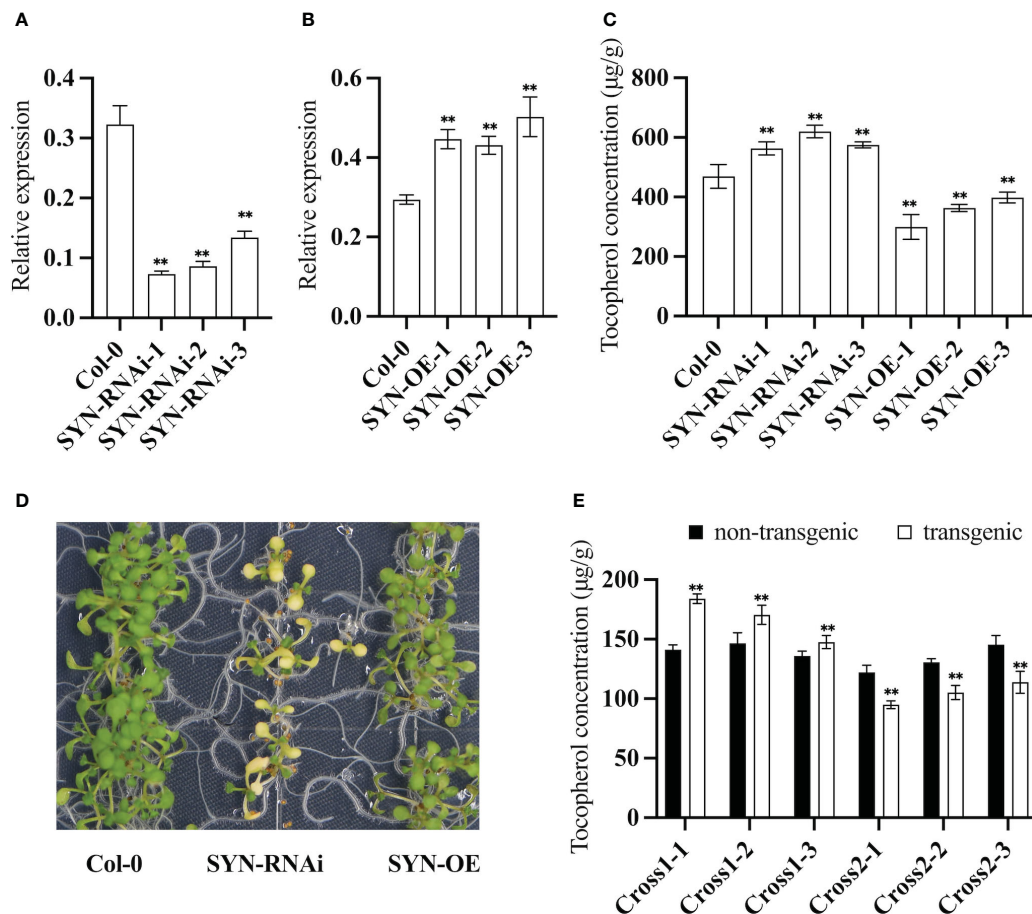 A
Relative expression
0.4
0.3
0.2
0.1
0.0
**
**
**
Col-0
SYN-RNAi-1
SYN-RNAi-2
SYN-RNAi-3
B
Relative expression
0.6
0.4
0.2
0.0
**
**
**
Col-0
SYN-OE-1
SYN-OE-2
SYN-OE-3
C
Tocopherol concentration (μg/g)
800
600
400
200
0
**
**
**
**
**
**
Col-0
SYN-RNAi-1
SYN-RNAi-2
SYN-RNAi-3
SYN-OE-1
SYN-OE-2
SYN-OE-3
D
Col-0 SYN-RNAi SYN-OE
E
non-transgenic transgenic
Tocopherol concentration (μg/g)
200
150
100
50
0
**
**
**
**
**
**
Cross1-1
Cross1-2
Cross1-3
Cross2-1
Cross2-2
Cross2-3